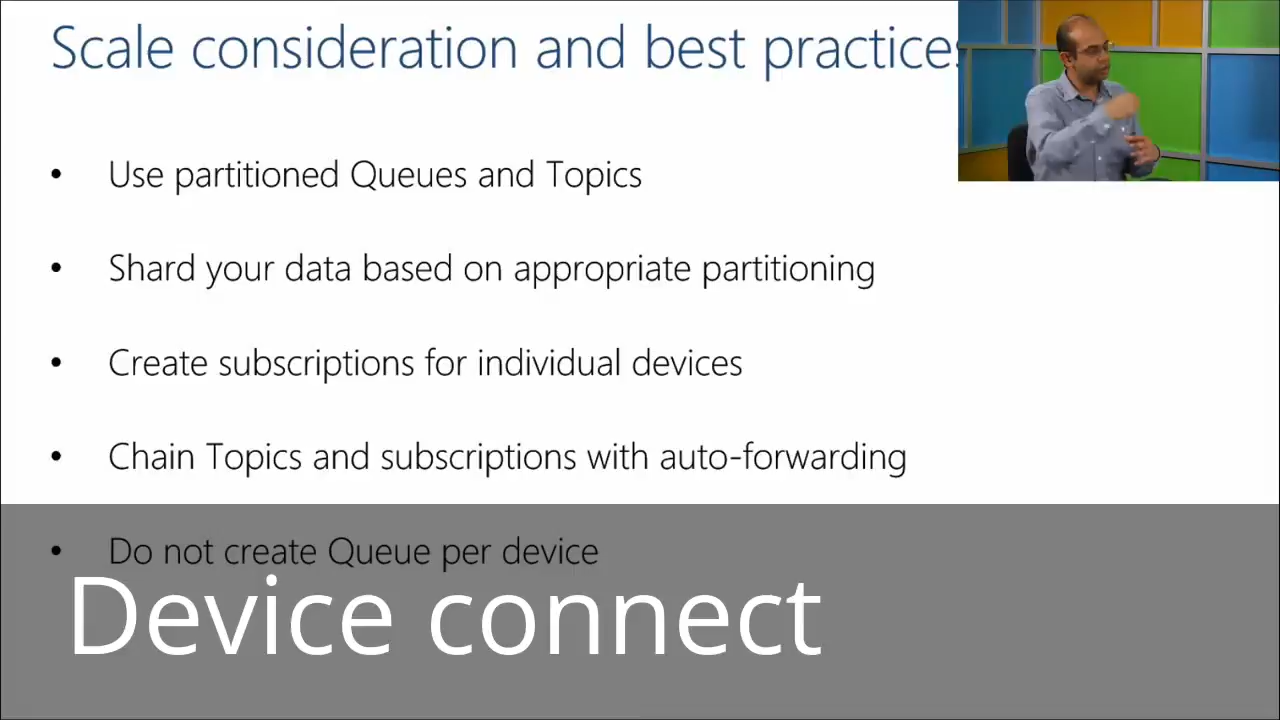 Scale consideration and best practices
• Use partitioned Queues and Topics
• Shard your data based on appropriate partitioning
• Create subscriptions for individual devices
• Chain Topics and subscriptions with auto-forwarding
• Do not create Queue per device
Device connect